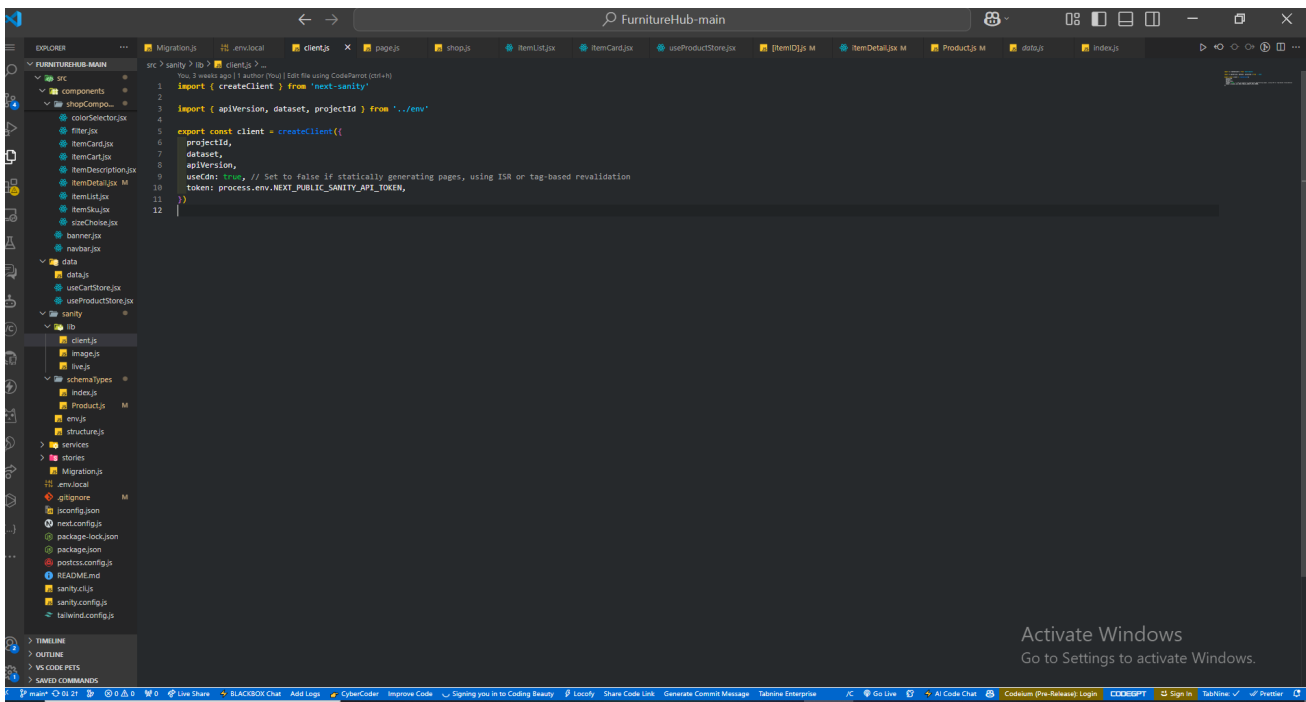 FurnitureHub-main
EXPLORER
Migration.js
.env.local
client.js
page.js
shop.js
itemList.jsx
itemCard.jsx
useProductStore.jsx
[itemID].js M
itemDetail.jsx M
Product.js M
data.js
index.js
FURNITUREHUB-MAIN
src
components
shopCompo...
colorSelector.jsx
filter.jsx
itemCard.jsx
itemCart.jsx
itemDescription.jsx
itemDetail.jsx M
itemList.jsx
itemSku.jsx
sizeChoise.jsx
banner.jsx
navbar.jsx
data
data.js
useCartStore.jsx
useProductStore.jsx
sanity
lib
client.js
image.js
live.js
schemaTypes
index.js
Product.js M
env.js
structure.js
services
stories
Migration.js
.env.local
.gitignore M
jsconfig.json
next.config.js
package-lock.json
package.json
postcss.config.js
README.md
sanity.cli.js
sanity.config.js
tailwind.config.js
TIMELINE
OUTLINE
VS CODE PETS
SAVED COMMANDS
src > sanity > lib > client.js > ...
You, 3 weeks ago | 1 author (You) | Edit file using CodeParrot (ctrl+h)
1 import { createClient } from 'next-sanity'
2
3 import { apiVersion, dataset, projectId } from '../env'
4
5 export const client = createClient({
6 projectId,
7 dataset,
8 apiVersion,
9 useCdn: true, // Set to false if statically generating pages, using ISR or tag-based revalidation
10 token: process.env.NEXT_PUBLIC_SANITY_API_TOKEN,
11 })
12
Activate Windows
Go to Settings to activate Windows.
main* 0↓ 2↑ 0 0 0 0 Live Share BLACKBOX Chat Add Logs CyberCoder Improve Code Signing you in to Coding Beauty Locofy Share Code Link Generate Commit Message Tabnine Enterprise /C Go Live AI Code Chat Codeium (Pre-Release): Login CODEGPT Sign In TabNine: ✓ Prettier